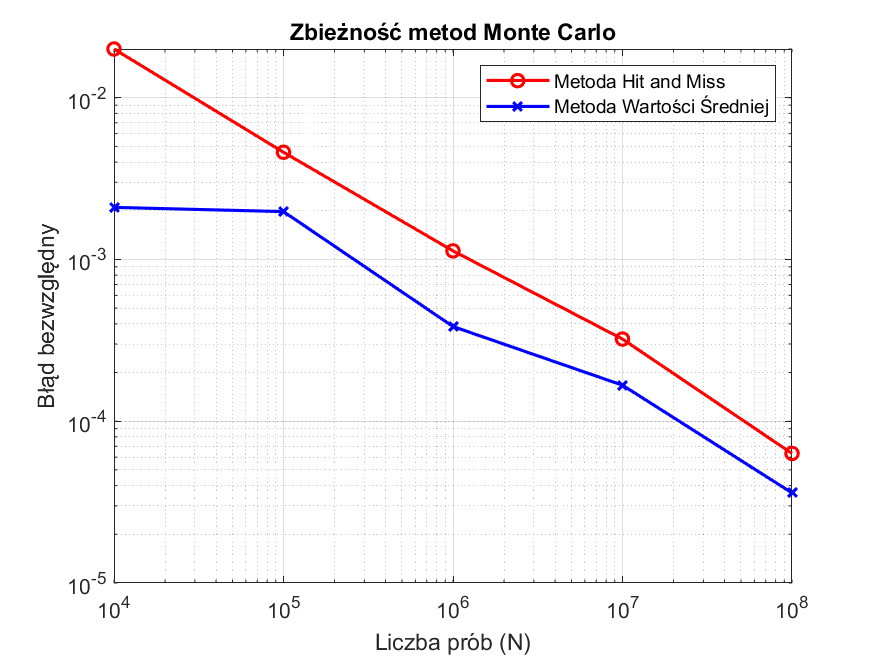 Zbieżność metod Monte Carlo
Metoda Hit and Miss
Metoda Wartości Średniej
Błąd bezwzględny
10^-2
10^-3
10^-4
10^-5
10^4 10^5 10^6 10^7 10^8
Liczba prób (N)